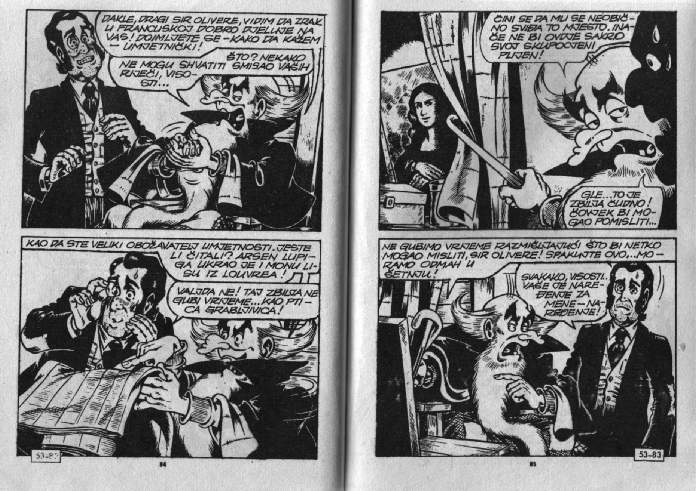 DAKLE, DRAGI SIR OLIVERE, VIDIM DA ZRAK
U FRANCUSKOJ DOBRO DJELUJE NA
VAS! DOIMLJETE SE - KAKO DA KAŽEM
- UMJETNIČKI!
ŠTO? NEKAKO
NE MOGU SHVATITI SMISAO VAŠIH
RIJEČI, VISO-
STI...
KAO DA STE VELIKI OBOŽAVATELJ UMJETNOSTI. JESTE
LI ČITALI? ARSEN LUPI-
GA UKRAO JE I MONU LI-
SU IZ LOUVREA!
VALJDA NE! TAJ ZBILJA NE
GUBI VRIJEME... KAO PTI-
CA GRABLJIVICA!
53-83
84
ČINI SE DA MU SE NEOBIČ-
NO SVIĐA TO MJESTO. INA-
ČE NE BI OVDJE SAKRIO
SVOJ SKUPOCJENI
PLIJEN!
GLE... TO JE
ZBILJA ČUDNO!
ČOVJEK BI MO-
GAO POMISLITI...
NE GUBIMO VRIJEME RAZMIŠLJAJUĆI ŠTO BI NETKO
MOGAO MISLITI, SIR OLIVERE! SPAKUJTE OVO,.. MO-
RAMO ODMAH U
ŠETNJU!
SVAKAKO, VISOSTI.
VAŠE JE NARE-
ĐENJE ZA
MENE - NA-
REĐENJE!
85
53-83